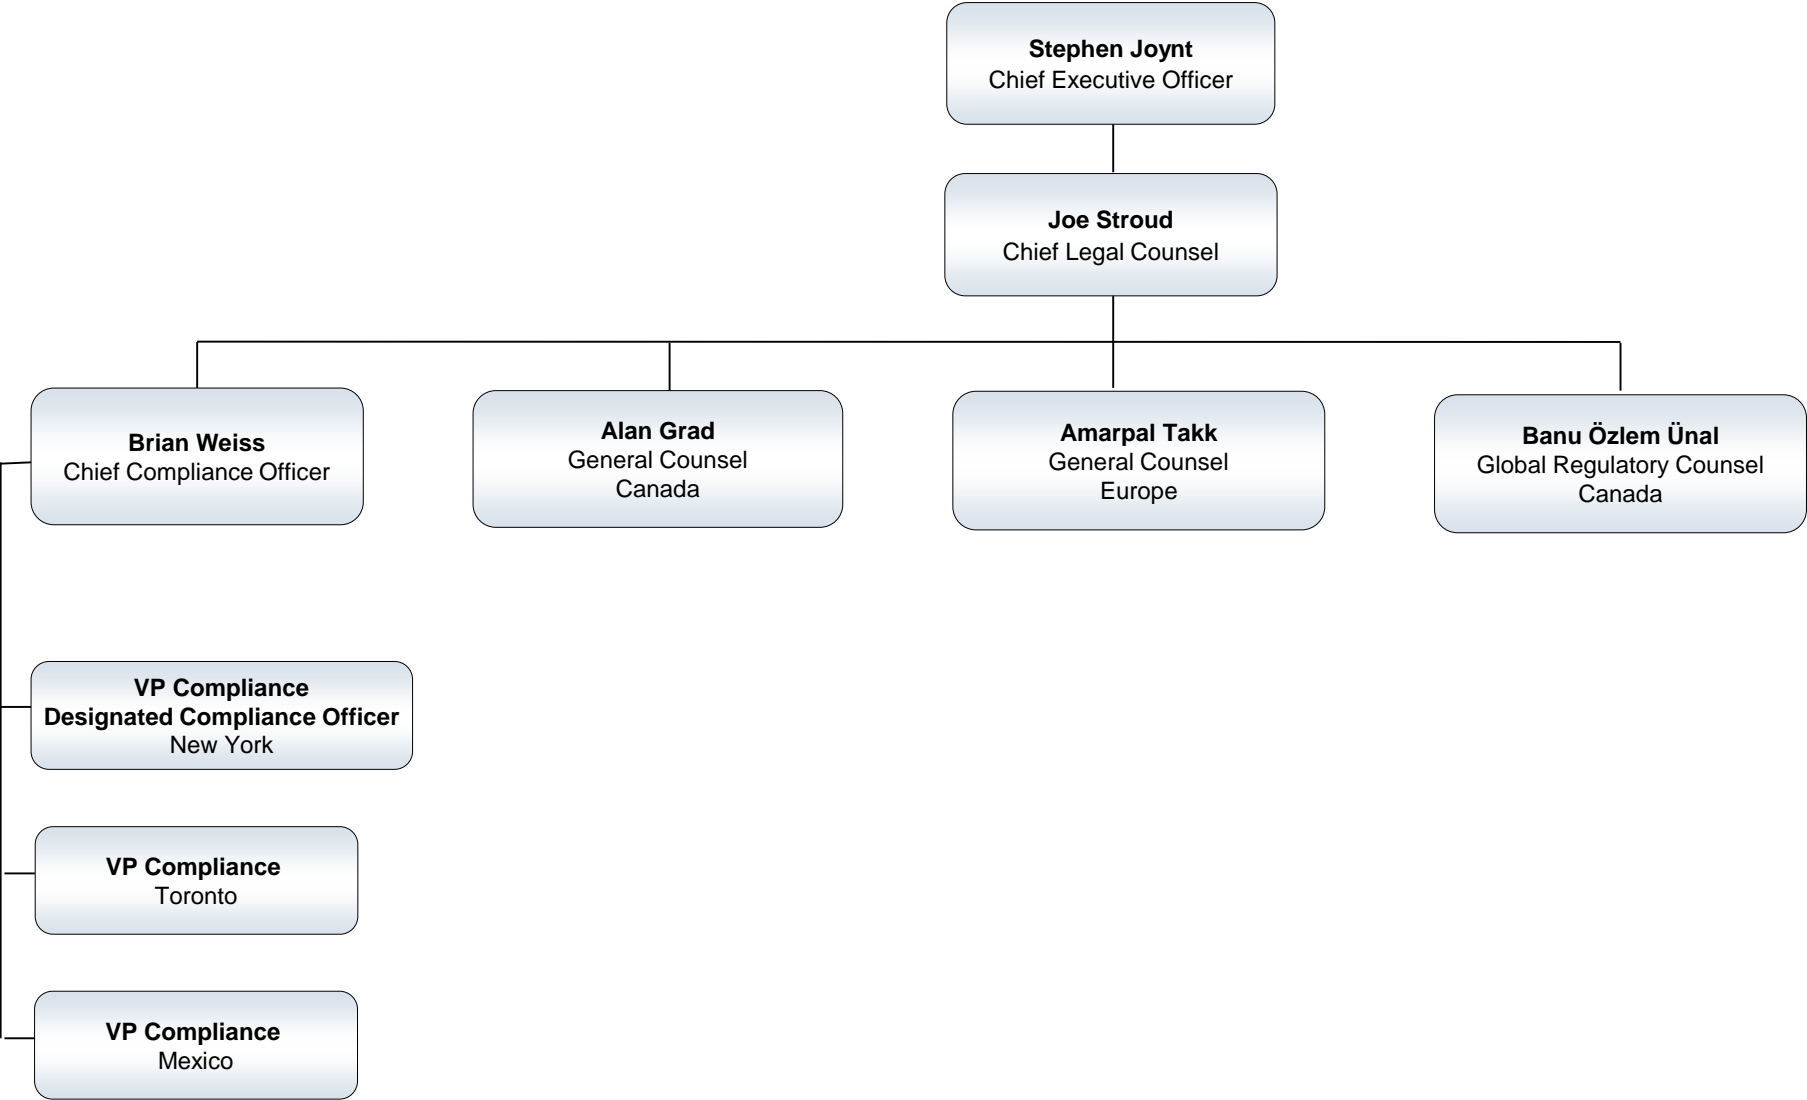 Stephen Joynt
Chief Executive Officer
Joe Stroud
Chief Legal Counsel
Brian Weiss
Chief Compliance Officer
Alan Grad
General Counsel
Canada
Amarpal Takk
General Counsel
Europe
Banu Özlem Ünal
Global Regulatory Counsel
Canada
VP Compliance
Designated Compliance Officer
New York
VP Compliance
Toronto
VP Compliance
Mexico